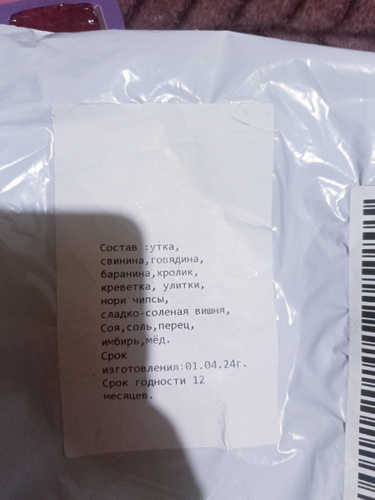 Состав :утка,
свинина,говядина,
баранина,кролик,
креветка, улитки,
нори чипсы,
сладко-соленая вишня,
Соя,соль,перец,
имбирь,мёд.
Срок
изготовления:01.04.24г.
Срок годности 12
месяцев.